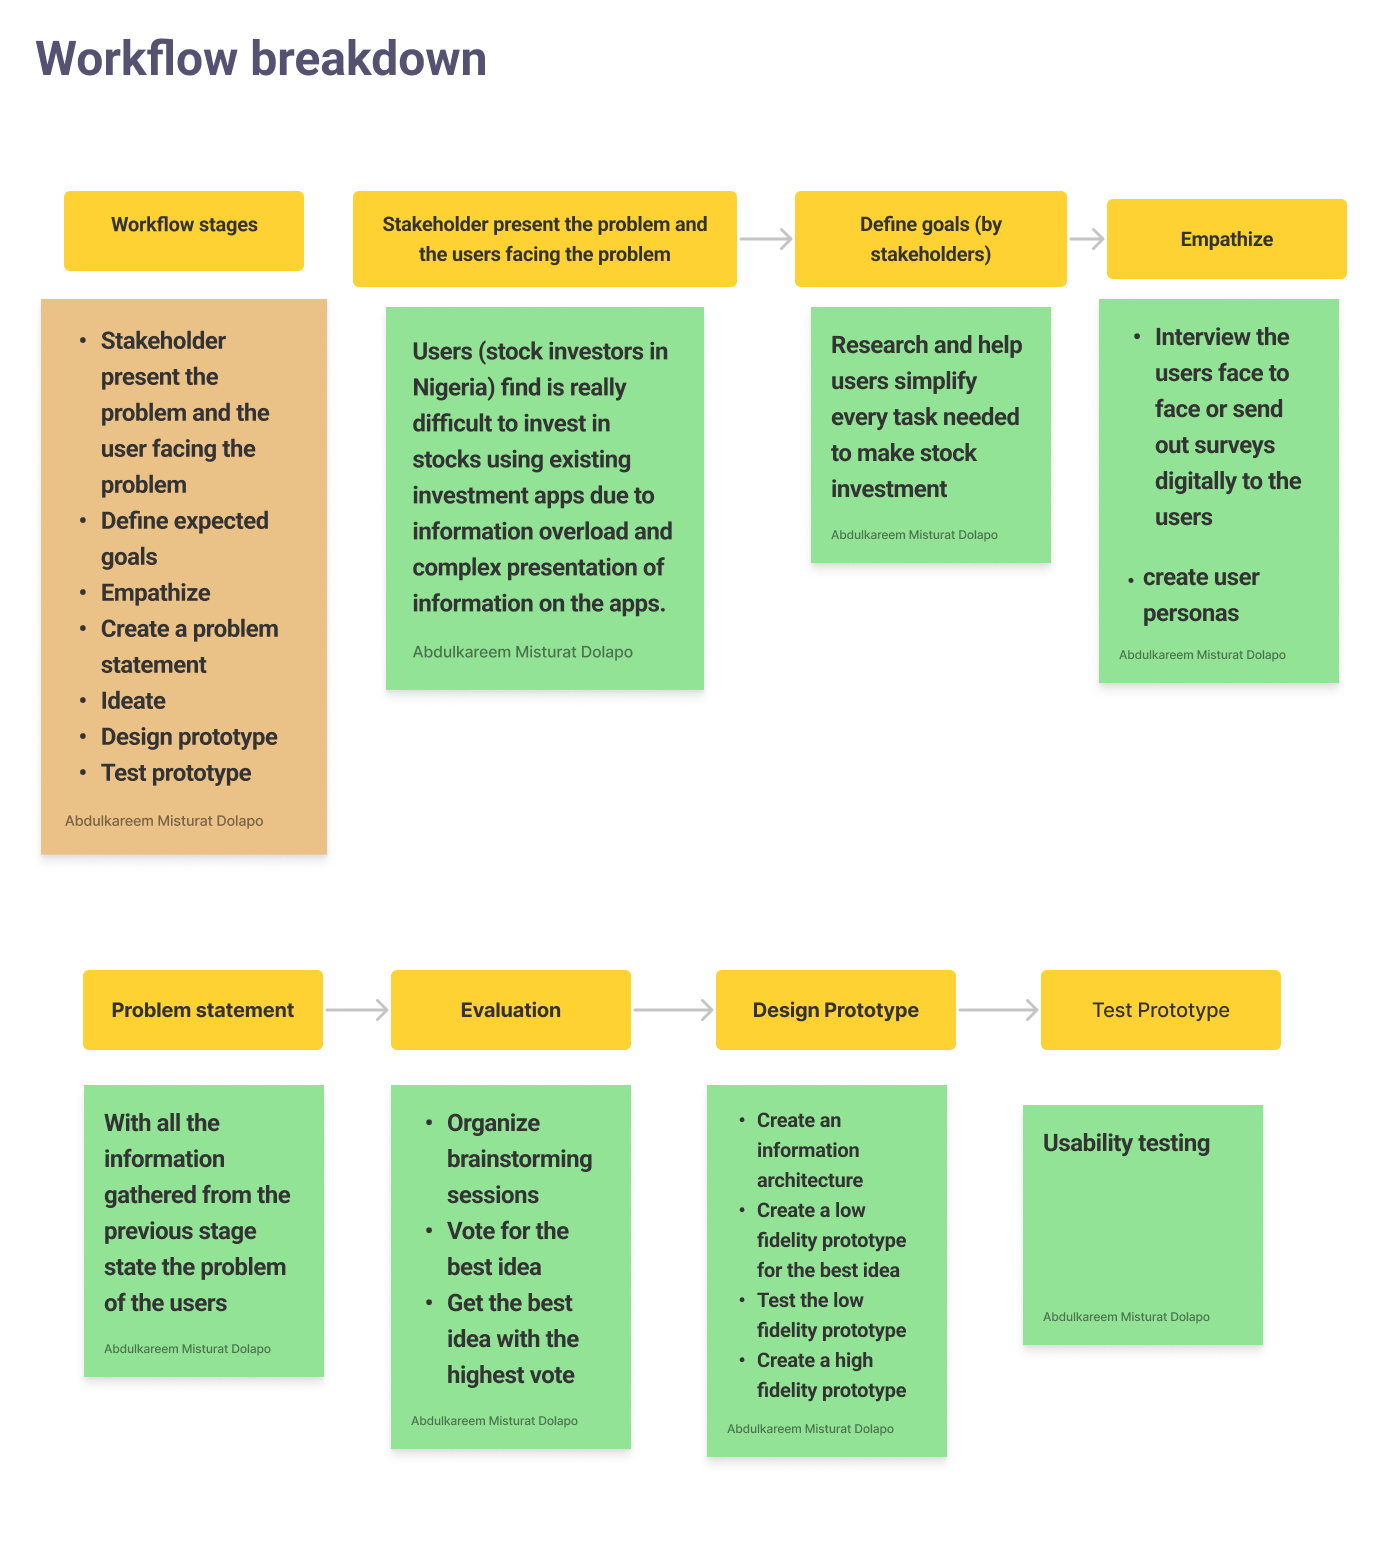 Workflow breakdown
Workflow stages
• Stakeholder
present the
problem and the
user facing the
problem
• Define expected
goals
• Empathize
• Create a problem
statement
• Ideate
• Design prototype
• Test prototype
Abdulkareem Misturat Dolapo
Stakeholder present the problem and
the users facing the problem
Users (stock investors in
Nigeria) find is really
difficult to invest in
stocks using existing
investment apps due to
information overload and
complex presentation of
information on the apps.
Abdulkareem Misturat Dolapo
Define goals (by
stakeholders)
Research and help
users simplify
every task needed
to make stock
investment
Abdulkareem Misturat Dolapo
Empathize
• Interview the
users face to
face or send
out surveys
digitally to the
users
• create user
personas
Abdulkareem Misturat Dolapo
Problem statement
With all the
information
gathered from the
previous stage
state the problem
of the users
Abdulkareem Misturat Dolapo
Evaluation
• Organize
brainstorming
sessions
• Vote for the
best idea
• Get the best
idea with the
highest vote
Abdulkareem Misturat Dolapo
Design Prototype
• Create an
information
architecture
• Create a low
fidelity prototype
for the best idea
• Test the low
fidelity prototype
• Create a high
fidelity prototype
Abdulkareem Misturat Dolapo
Test Prototype
Usability testing
Abdulkareem Misturat Dolapo